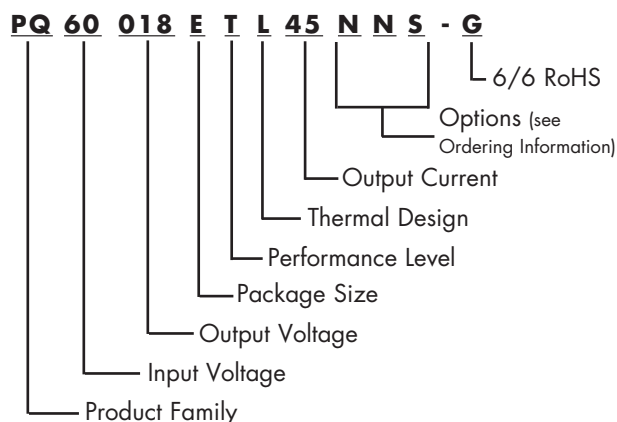 PQ 60 018 E T L 45 N N S - G
6/6 RoHS
Options (see
Ordering Information)
Output Current
Thermal Design
Performance Level
Package Size
Output Voltage
Input Voltage
Product Family